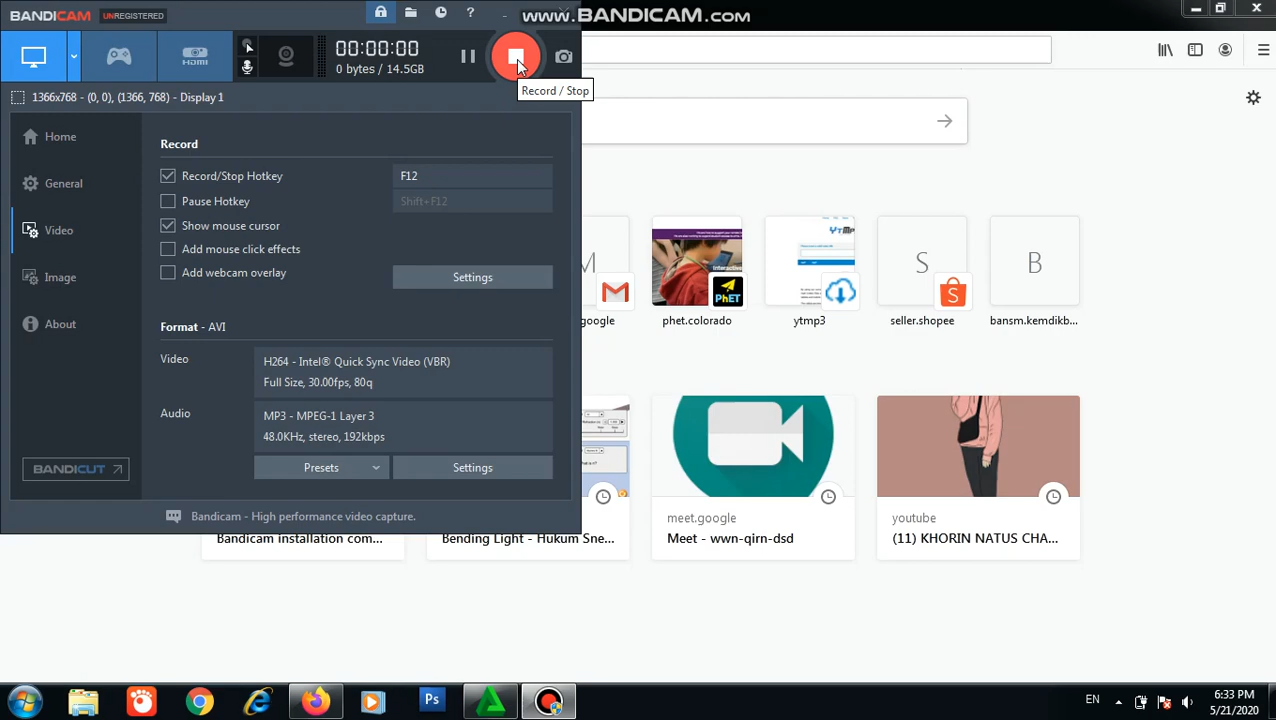 BANDICAM UNREGISTERED
www.BANDICAM.com
00:00:00
0 bytes / 14.5GB
Record / Stop
1366x768 - (0, 0), (1366, 768) - Display 1
Home
General
Video
Image
About
BANDICUT
Record
Record/Stop Hotkey F12
Pause Hotkey Shift+F12
Show mouse cursor
Add mouse click effects
Add webcam overlay Settings
Format - AVI
Video
H264 - Intel® Quick Sync Video (VBR)
Full Size, 30.00fps, 80q
Audio
MP3 - MPEG-1 Layer 3
48.0KHz, stereo, 192kbps
Presets Settings
Bandicam - High performance video capture.
PhET
S
B
google
phet.colorado
ytmp3
seller.shopee
bansm.kemdikb...
meet.google
youtube
Bandicam installation com...
Bending Light - Hukum Sne...
Meet - wwn-qirn-dsd
(11) KHORIN NATUS CHA...
Ps
EN
6:33 PM
5/21/2020